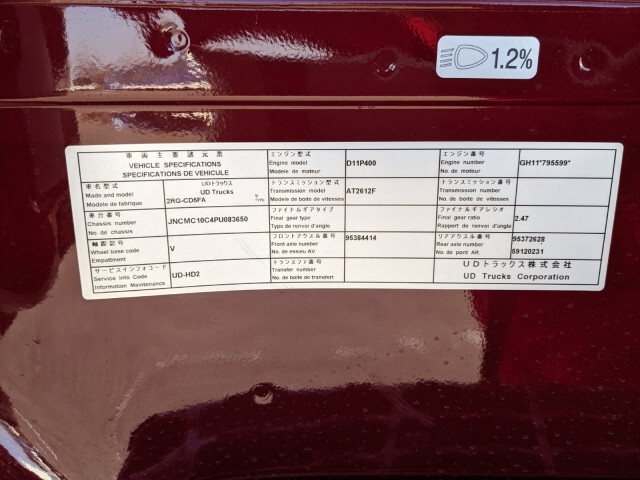 1.2%
車両主要諸元表
VEHICLE SPECIFICATIONS
SPECIFICATIONS DE VEHICULE
車名型式
Made and model
Modele de fabrique
UDトラックス
UD Trucks
2RG-CD5FA
V
TYPE
車台番号
Chassis number
Numero de chassis
JNCMC10C4PU083650
軸距記号
Wheel base code
Empattment
V
サービスインフォコード
Service info Code
Information Maintenance
UD-HD2
エンジン型式
Engine model
Modele de moteur
D11P400
トランスミッション型式
Transmission model
Modele de boite de vitesses
AT2612F
ファイナルギアタイプ
Final gear type
Type de renvoi d'angle
フロントアクスル番号
Front axle number
No. de essieu AV
95384414
トランスファ番号
Transfer number
No. de boite de transfert
エンジン番号
Engine number
Numero de moteur
GH11*795599*
トランスミッション番号
Transmission Number
Numero de boite de vitesses
ファイナルギアレシオ
Final gear ratio
Rapport de renvoi d'angle
2.47
リアアクスル番号
Rear axle number
No. de pont AR
95372628
59120231
UDトラックス株式会社
UD Trucks Corporation